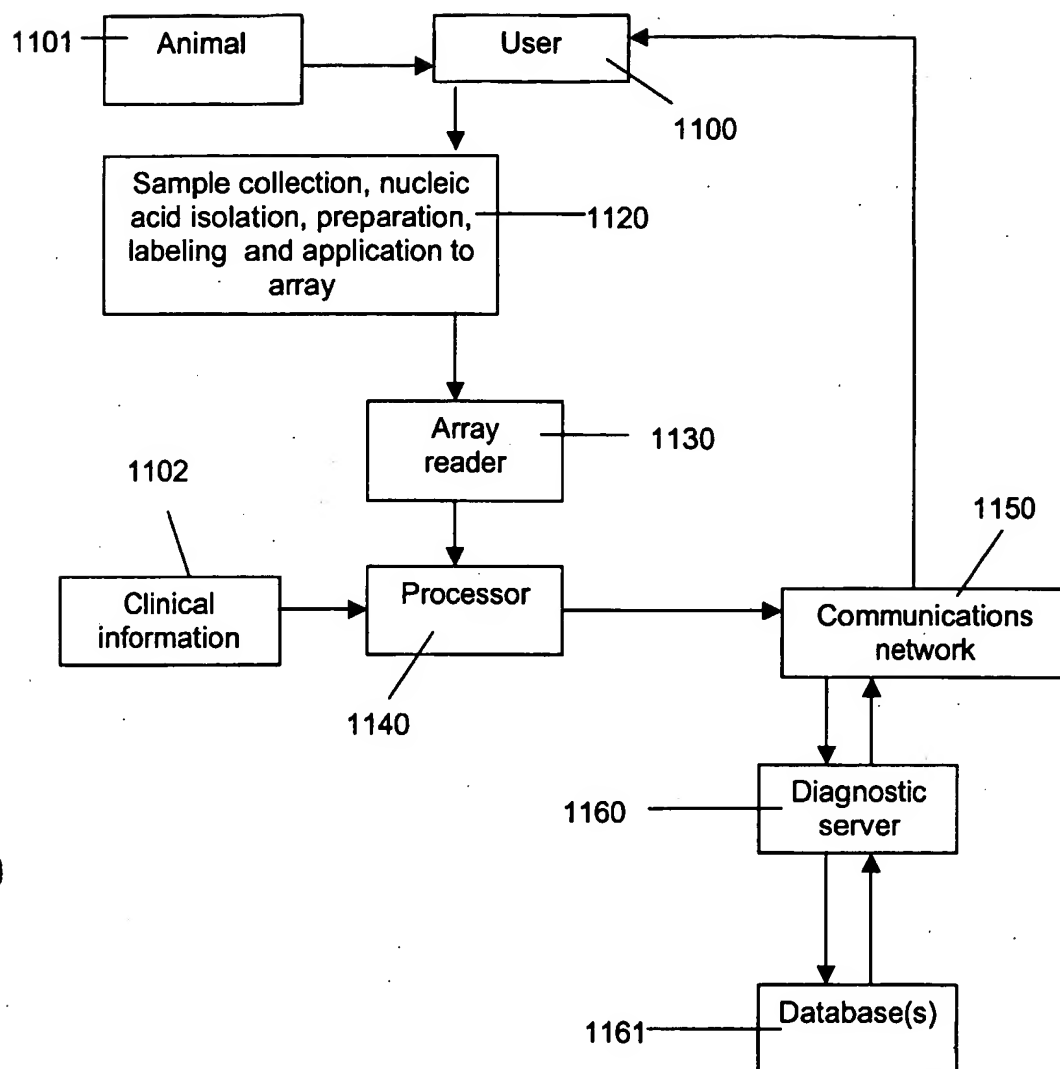 1101
Animal
User
1100
Sample collection, nucleic
acid isolation, preparation,
labeling and application to
array
1120
Array
reader
1130
1102
Clinical
information
Processor
1140
1150
Communications
network
1160
Diagnostic
server
1161
Database(s)